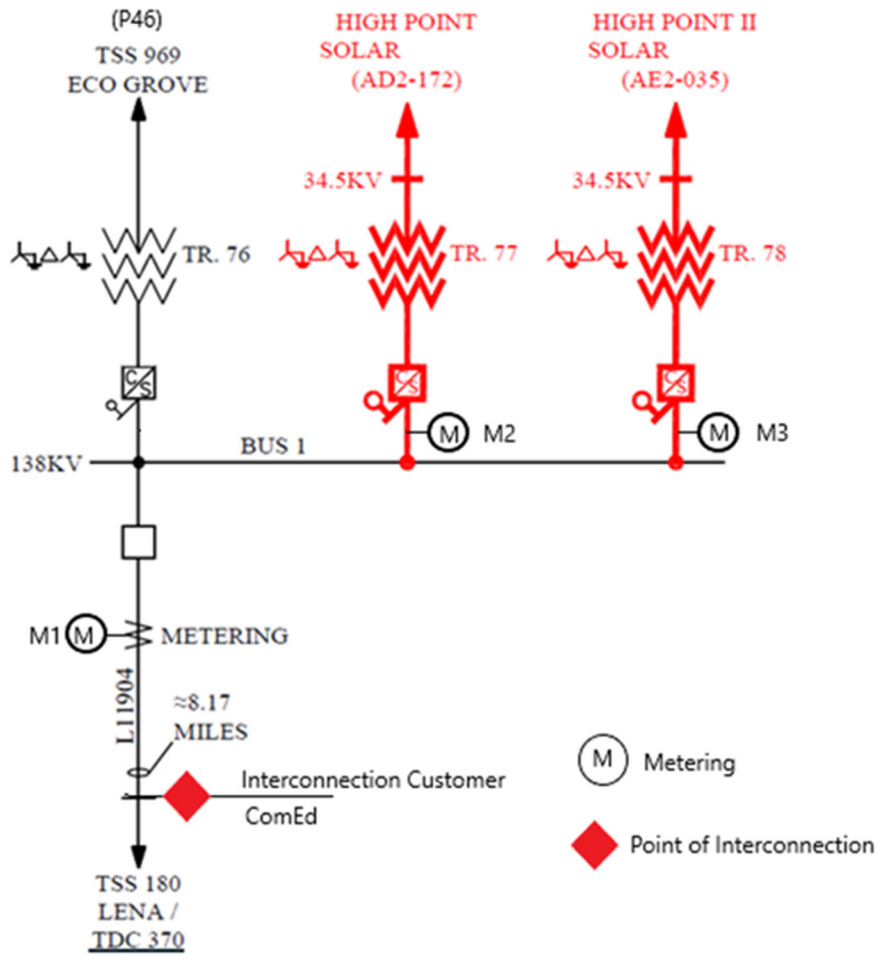 (P46)
TSS 969
ECO GROVE
HIGH POINT
SOLAR
(AD2-172)
HIGH POINT II
SOLAR
(AE2-035)
34.5KV
34.5KV
TR. 76
TR. 77
TR. 78
C/S
C/S
C/S
M M2
M M3
BUS 1
138KV
M1 M METERING
L11904
≈8.17
MILES
Interconnection Customer
ComEd
M Metering
Point of Interconnection
TSS 180
LENA /
TDC 370